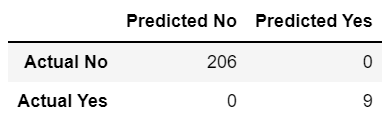 Predicted No Predicted Yes
Actual No 206 0
Actual Yes 0 9